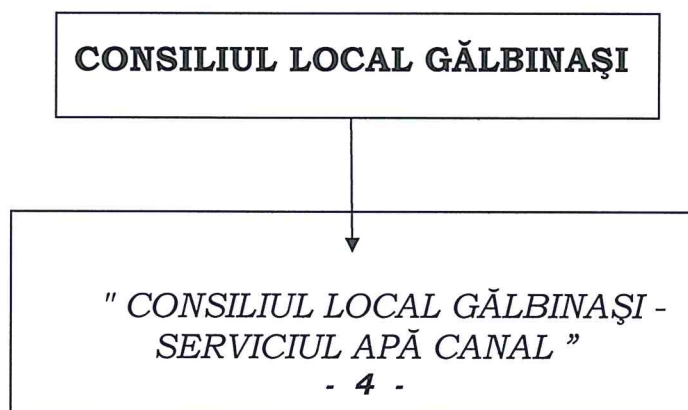 CONSILIUL LOCAL GĂLBINAŞI
" CONSILIUL LOCAL GĂLBINAŞI -
SERVICIUL APĂ CANAL ”
- 4 -